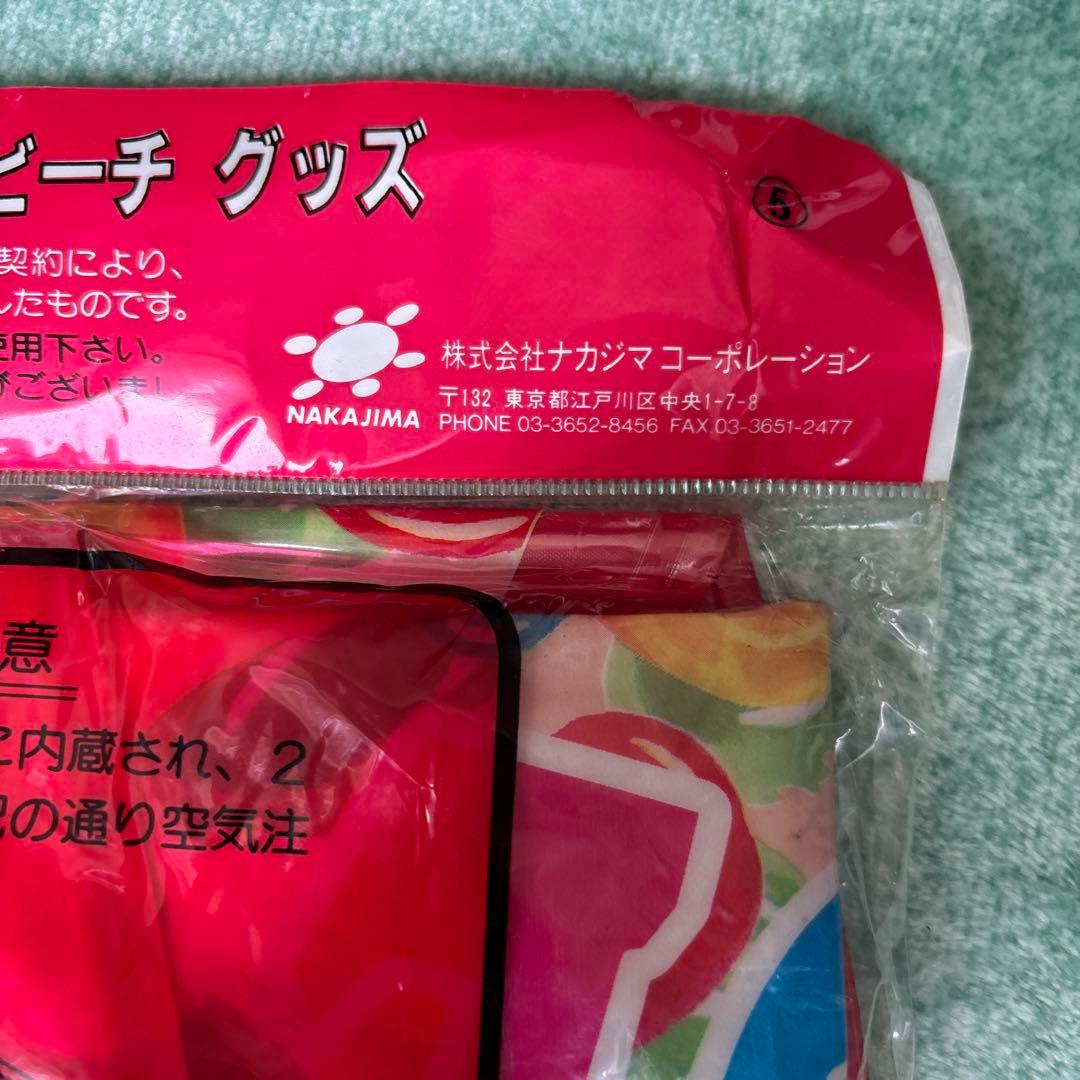 ビーチ グッズ
⑤
契約により、
したものです。
使用下さい。
がございまし
NAKAJIMA
株式会社ナカジマコーポレーション
〒132 東京都江戸川区中央1-7-8
PHONE 03-3652-8456 FAX 03-3651-2477
意
に内蔵され、2
記の通り空気注